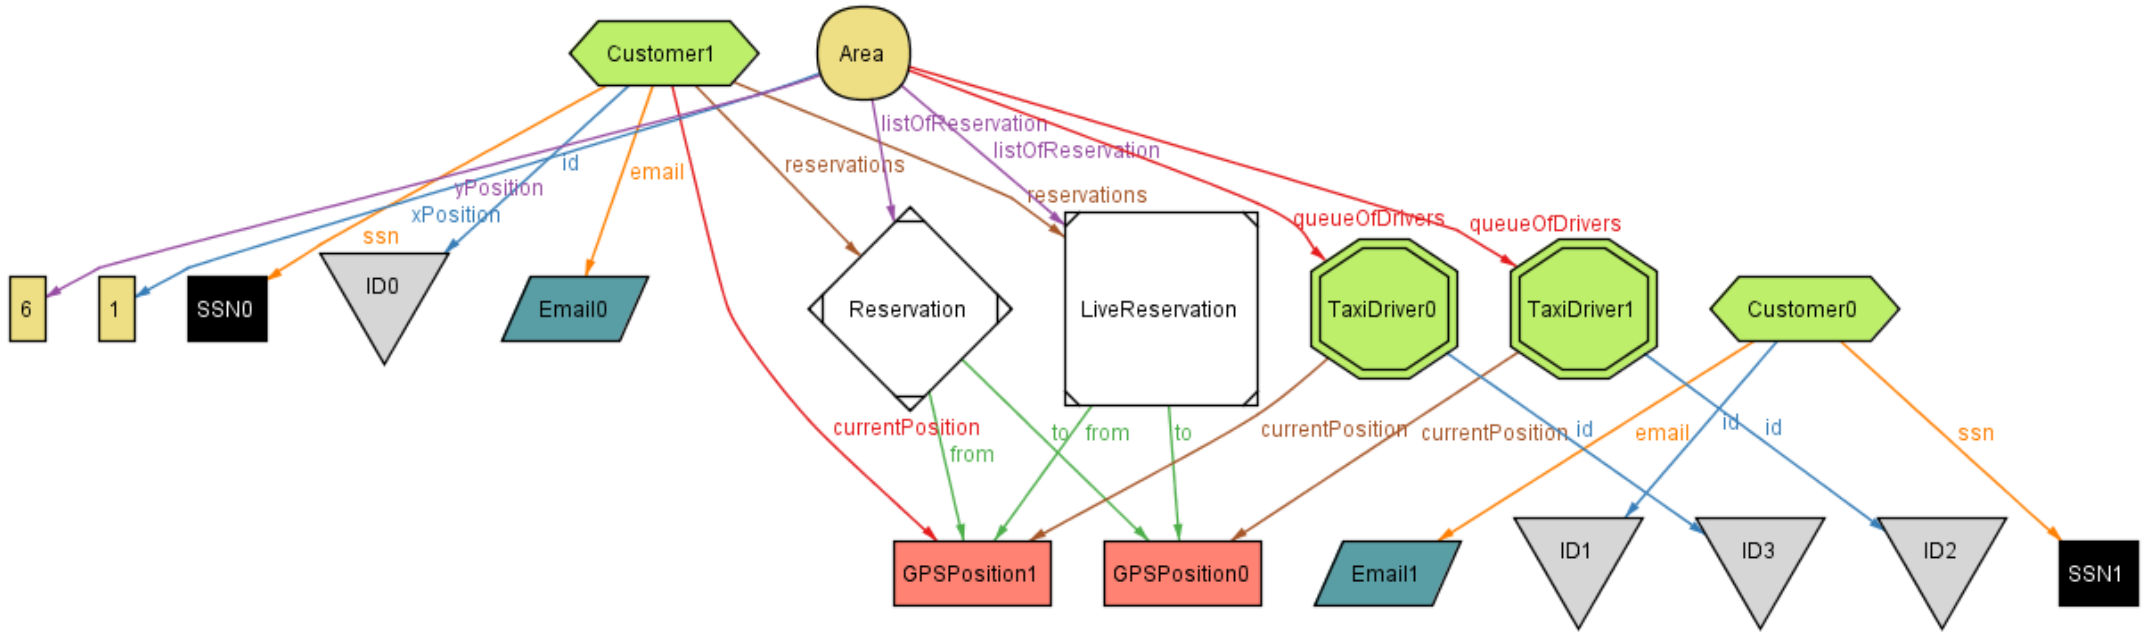 Customer1
Area
listOfReservation
listOfReservation
id
email
reservations
yPosition
reservations
xPosition
queueOfDrivers
queueOfDrivers
ssn
6
1
SSN0
ID0
Email0
Reservation
LiveReservation
TaxiDriver0
TaxiDriver1
Customer0
currentPosition
from
to
from
to
currentPosition
currentPosition
id
email
id
id
ssn
GPSPosition1
GPSPosition0
Email1
ID1
ID3
ID2
SSN1